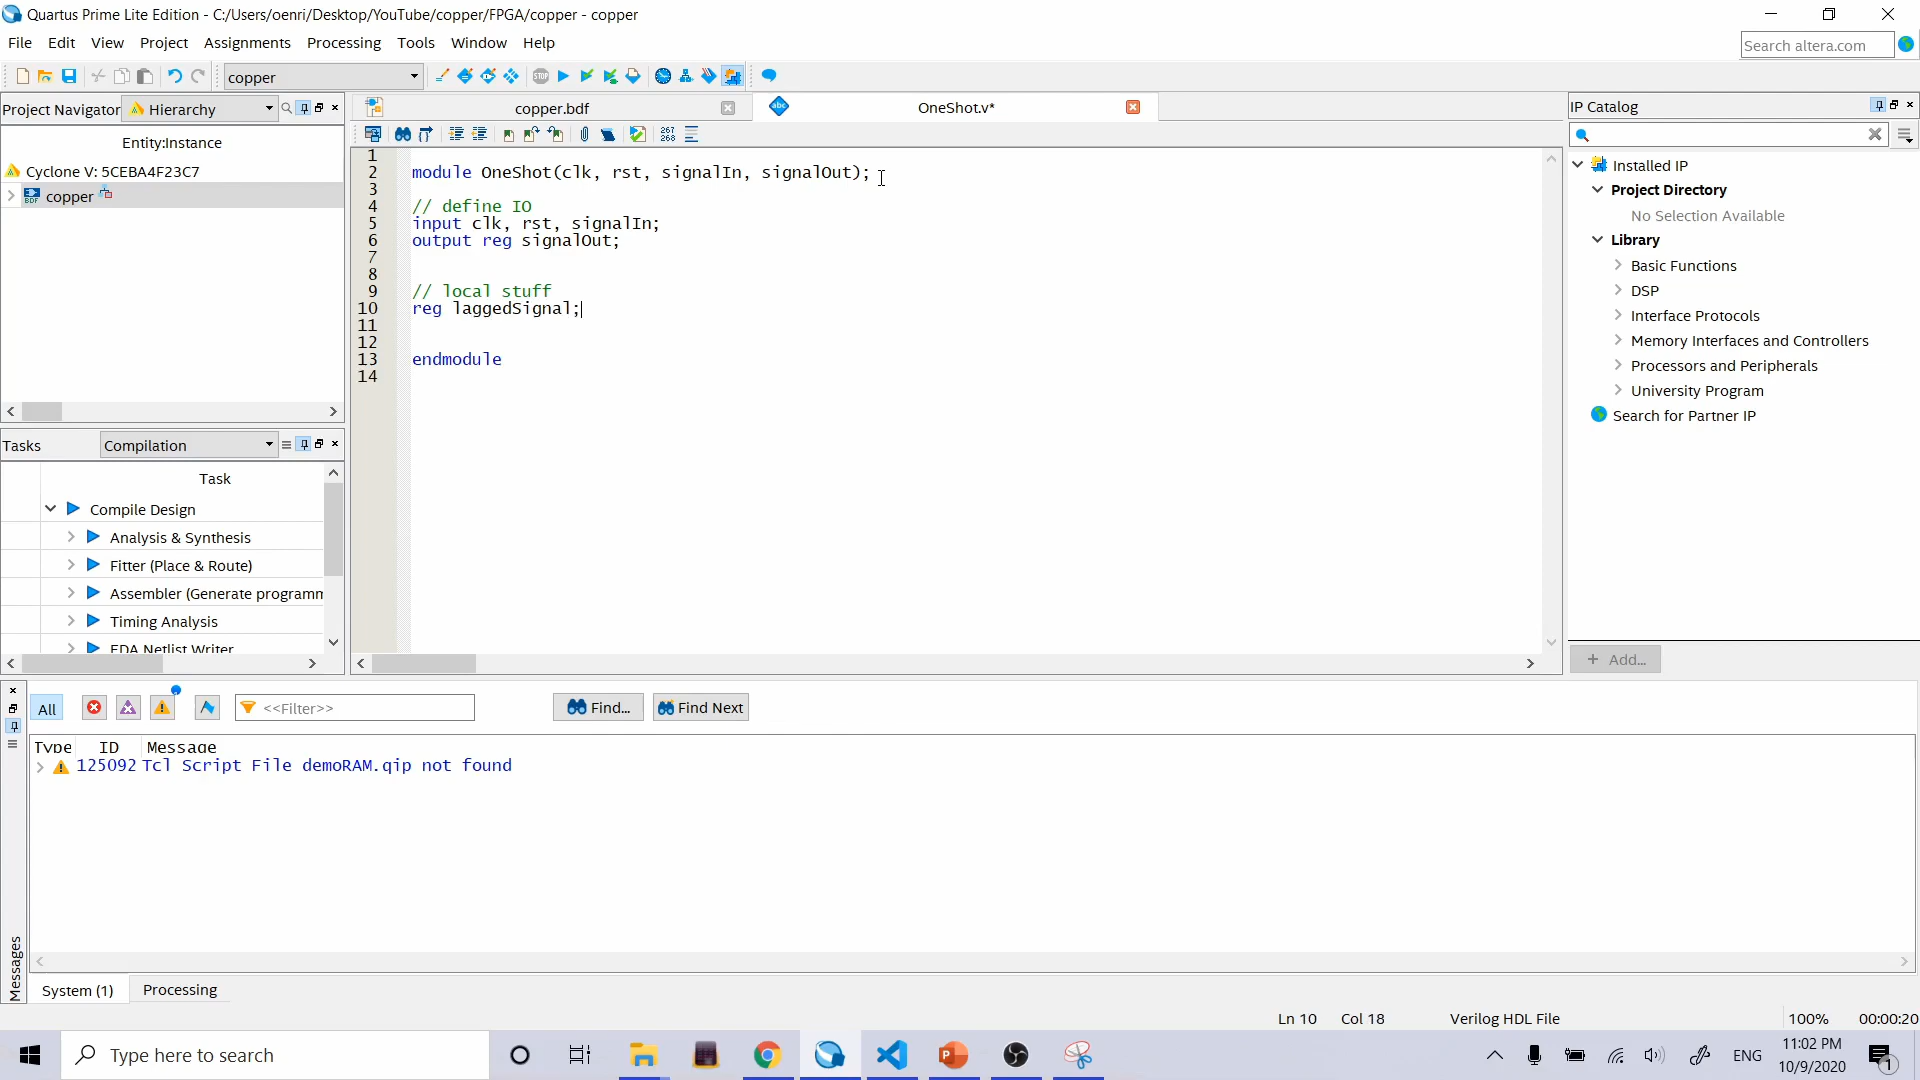 Quartus Prime Lite Edition - C:/Users/oenri/Desktop/YouTube/copper/FPGA/copper - copper
File Edit View Project Assignments Processing Tools Window Help
Search altera.com
copper
Project Navigator Hierarchy
copper.bdf
OneShot.v*
IP Catalog
Entity:Instance
Cyclone V: 5CEBA4F23C7
copper
267
268
1
2 module OneShot(clk, rst, signalIn, signalOut);
3
4 // define IO
5 input clk, rst, signalIn;
6 output reg signalOut;
7
8
9 // local stuff
10 reg laggedSignal;
11
12
13 endmodule
14
Installed IP
Project Directory
No Selection Available
Library
Basic Functions
DSP
Interface Protocols
Memory Interfaces and Controllers
Processors and Peripherals
University Program
Search for Partner IP
+ Add...
Tasks Compilation
Task
Compile Design
Analysis & Synthesis
Fitter (Place & Route)
Assembler (Generate programm
Timing Analysis
EDA Netlist Writer
All <<Filter>> Find... Find Next
Type ID Message
125092 Tcl Script File demoRAM.qip not found
Messages
System (1) Processing
Ln 10 Col 18 Verilog HDL File 100% 00:00:20
Type here to search
ENG
11:02 PM
10/9/2020
1